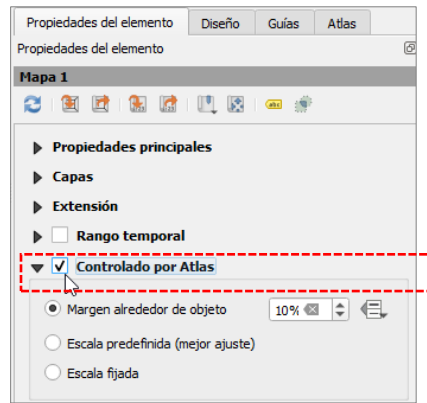 Propiedades del elemento Diseño Guías Atlas
Propiedades del elemento
Mapa 1
abc
Propiedades principales
Capas
Extensión
Rango temporal
Controlado por Atlas
Margen alrededor de objeto 10%
Escala predefinida (mejor ajuste)
Escala fijada